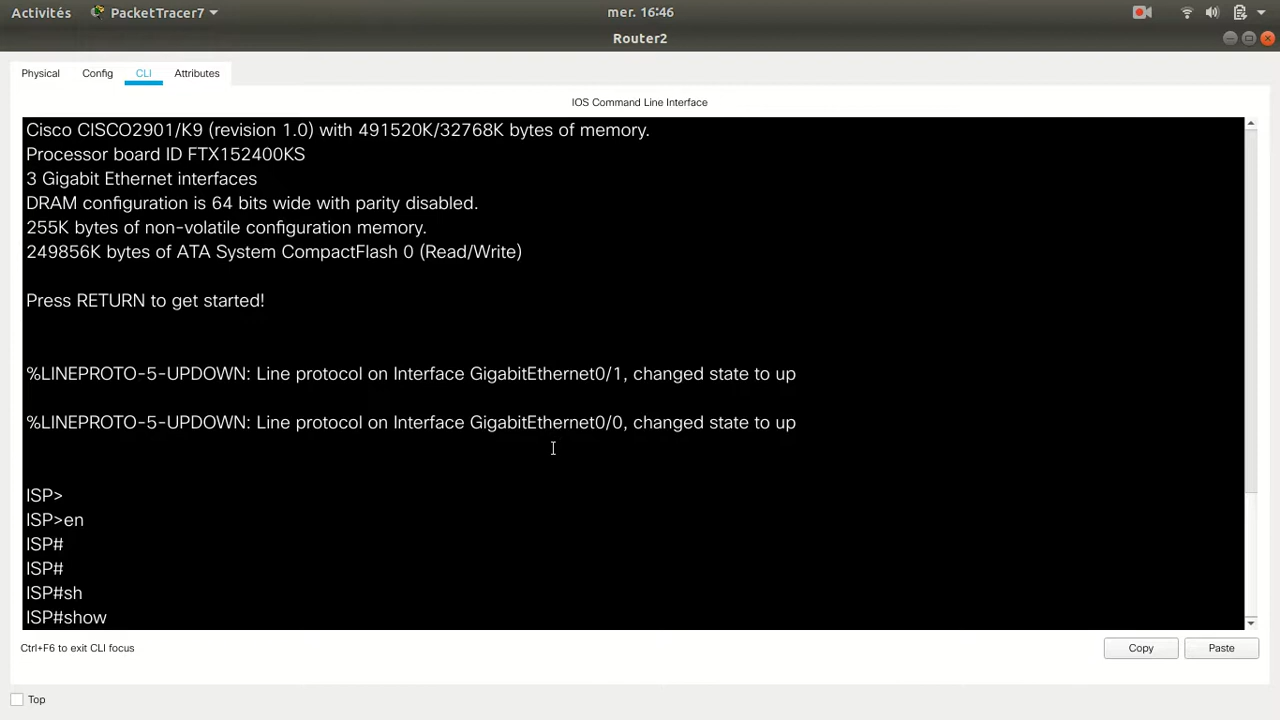 Activités PacketTracer7 mer. 16:46
Router2
Physical Config CLI Attributes
IOS Command Line Interface
Cisco CISCO2901/K9 (revision 1.0) with 491520K/32768K bytes of memory.
Processor board ID FTX152400KS
3 Gigabit Ethernet interfaces
DRAM configuration is 64 bits wide with parity disabled.
255K bytes of non-volatile configuration memory.
249856K bytes of ATA System CompactFlash 0 (Read/Write)
Press RETURN to get started!
%LINEPROTO-5-UPDOWN: Line protocol on Interface GigabitEthernet0/1, changed state to up
%LINEPROTO-5-UPDOWN: Line protocol on Interface GigabitEthernet0/0, changed state to up
ISP>
ISP>en
ISP#
ISP#
ISP#sh
ISP#show
Ctrl+F6 to exit CLI focus Copy Paste
Top